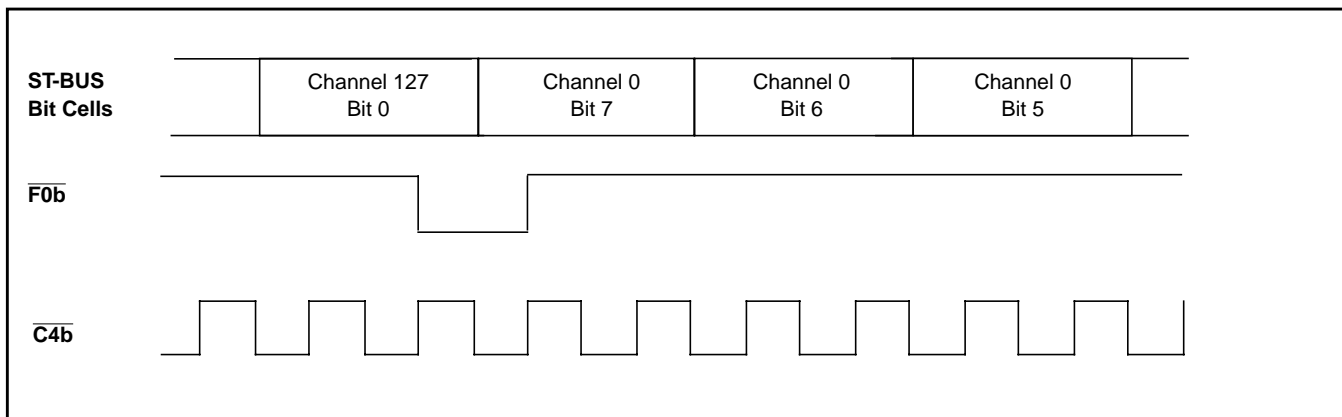 ST-BUS
Bit Cells
Channel 127
Bit 0
Channel 0
Bit 7
Channel 0
Bit 6
Channel 0
Bit 5
F0b
C4b